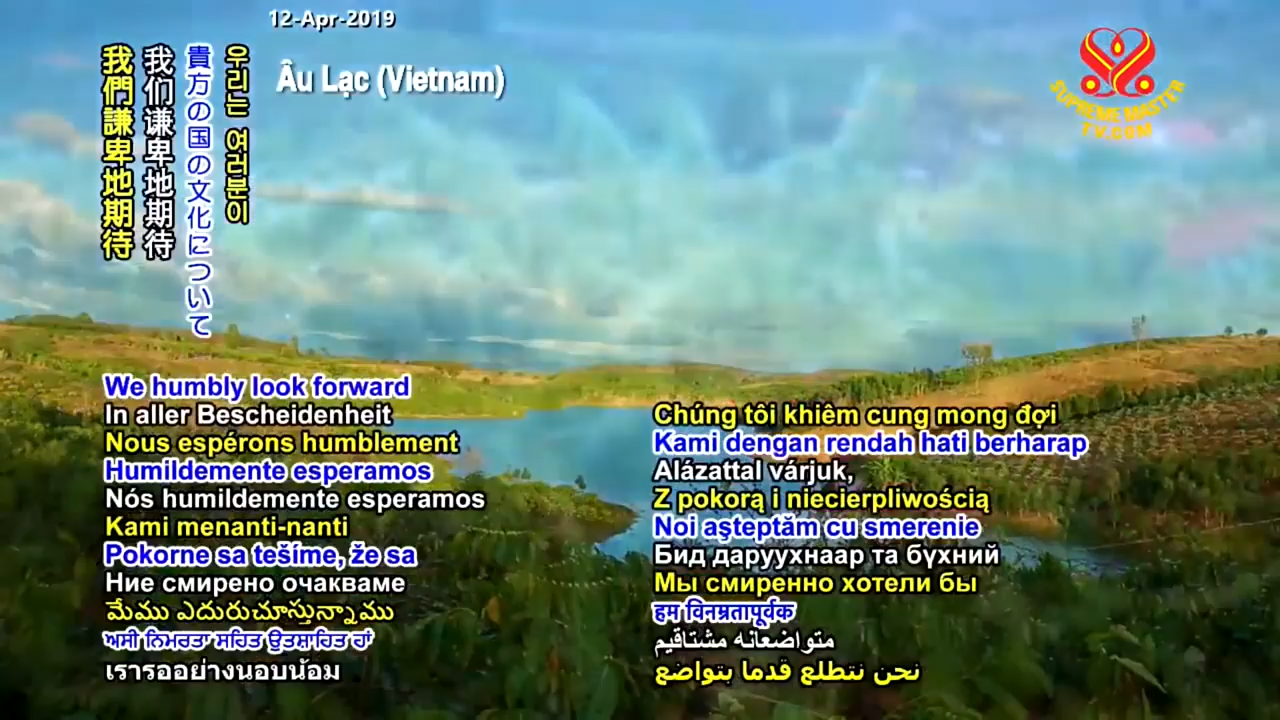 12-Apr-2019
Âu Lạc (Vietnam)
SUPREME MASTER
TV.COM
我們謙卑地期待
我们谦卑地期待
貴方の国の文化について
우리는 여러분이
We humbly look forward
In aller Bescheidenheit
Nous espérons humblement
Humildemente esperamos
Nós humildemente esperamos
Kami menanti-nanti
Pokorne sa tešíme, že sa
Ние смирено очакваме
మేము ఎదురుచూస్తున్నాము
ਅਸੀ ਨਿਮਰਤਾ ਸਹਿਤ ਉਤਸ਼ਾਹਿਤ ਹਾਂ
เรารออย่างนอบน้อม
Chúng tôi khiêm cung mong đợi
Kami dengan rendah hati berharap
Alázattal várjuk,
Z pokorą i niecierpliwością
Noi aşteptăm cu smerenie
Бид даруухнаар та бүхний
Мы смиренно хотели бы
हम विनम्रतापूर्वक
متواضعانه مشتاقیم
نحن نتطلع قدما بتواضع